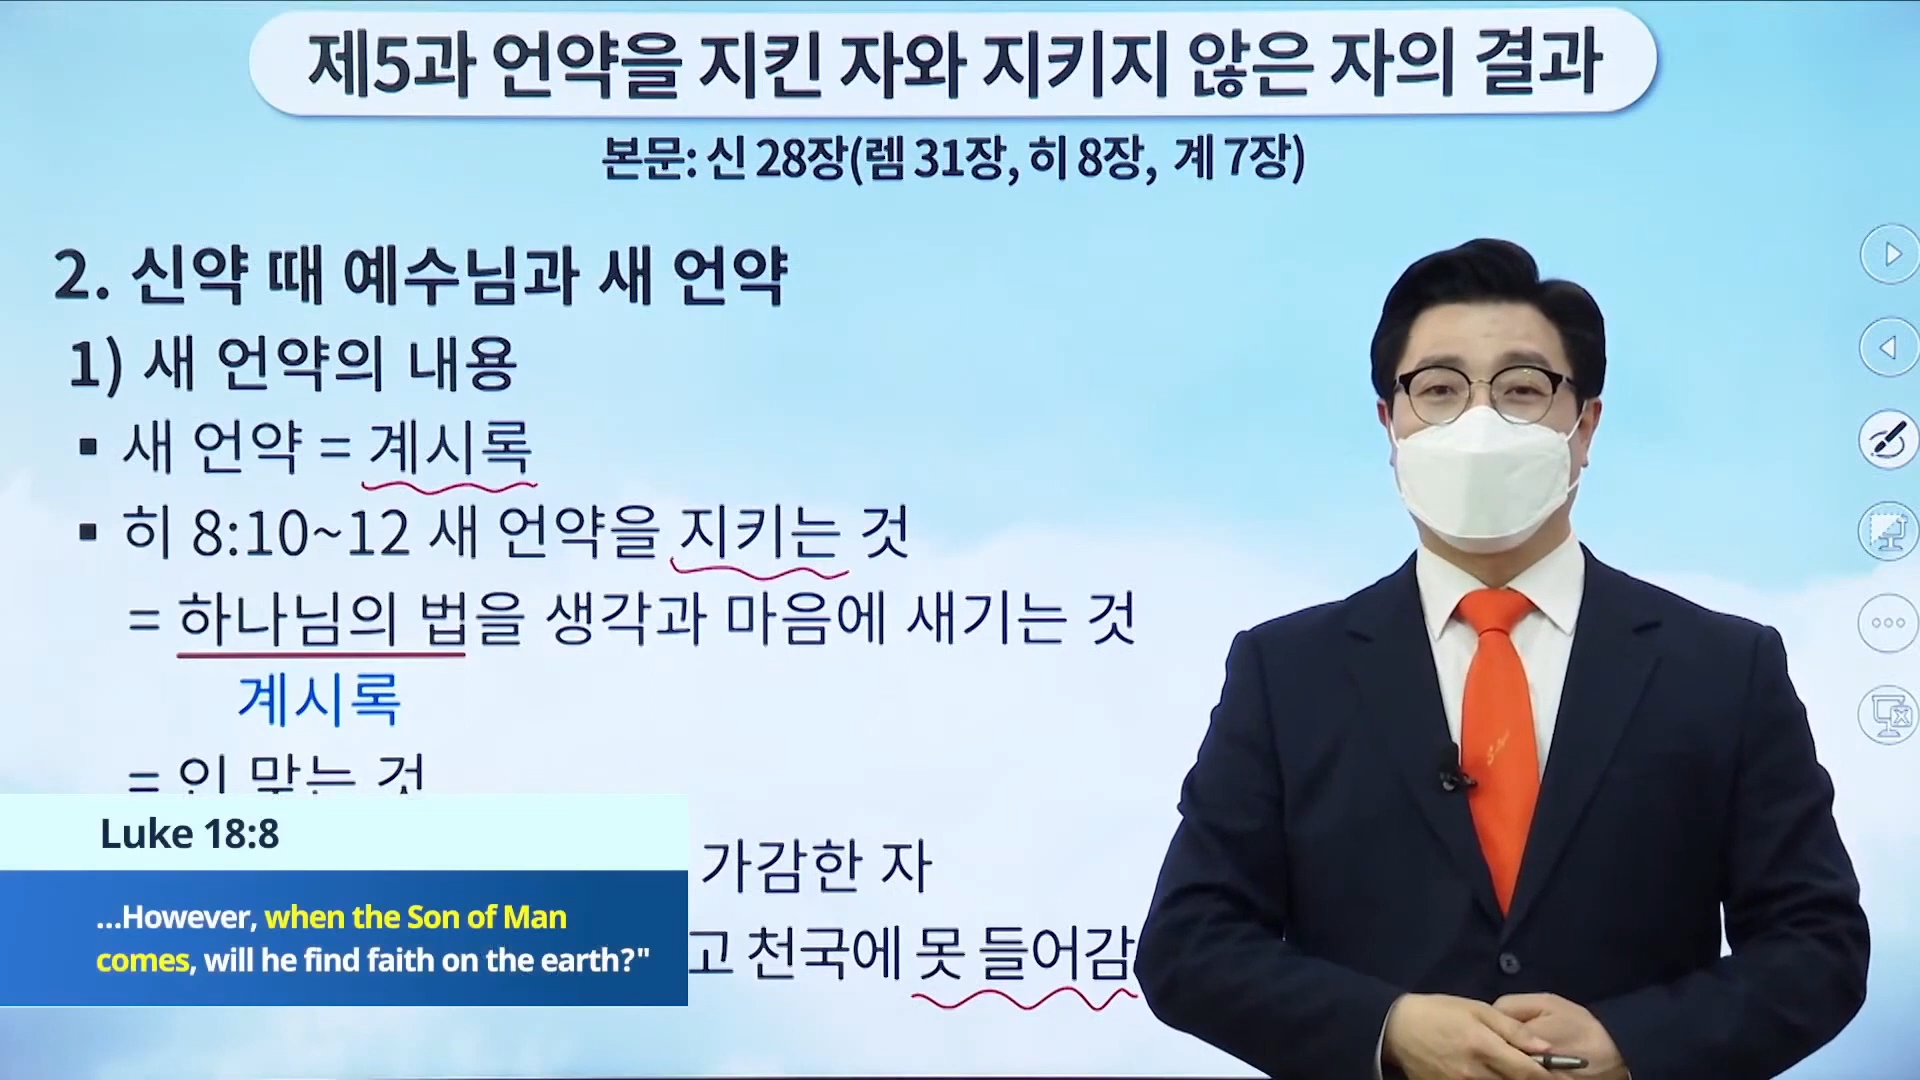 제5과 언약을 지킨 자와 지키지 않은 자의 결과
본문: 신 28장(렘 31장, 히 8장, 계 7장)
2. 신약 때 예수님과 새 언약
1) 새 언약의 내용
▪ 새 언약 = 계시록
▪ 히 8:10~12 새 언약을 지키는 것
= 하나님의 법을 생각과 마음에 새기는 것
계시록
= 인 맞는 것
가감한 자
고 천국에 못 들어감
Luke 18:8
...However, when the Son of Man
comes, will he find faith on the earth?"